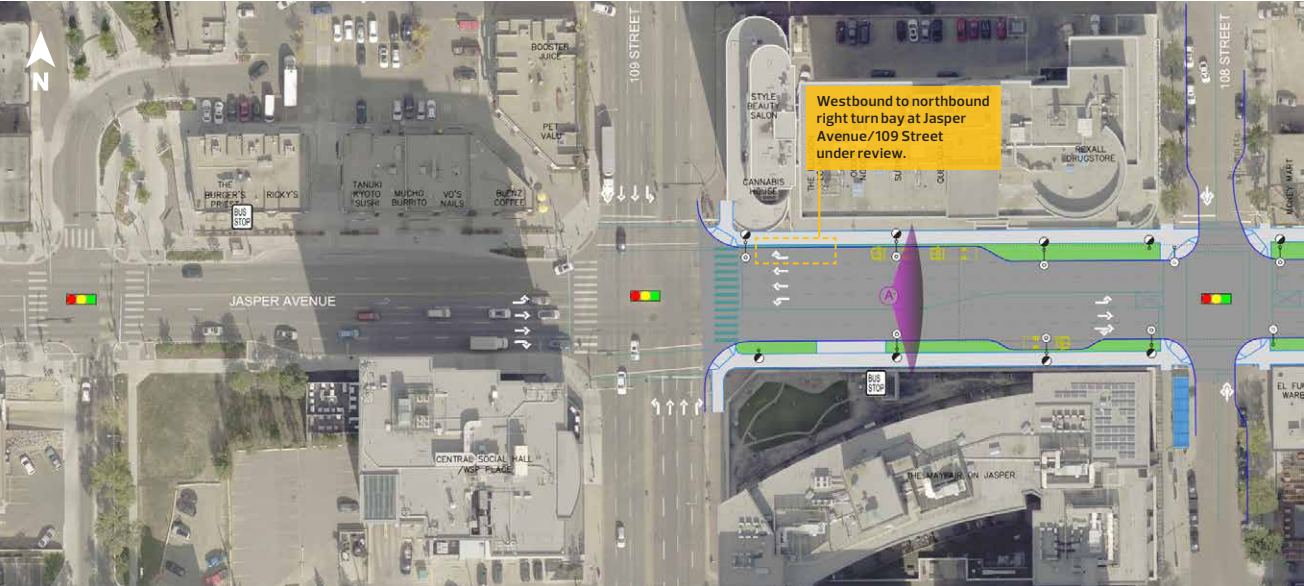 N
109 STREET
108 STREET
BOOSTER
JUICE
PET
VALU
STYLE
BEAUTY
SALON
CANNABIS
HOUSE
Westbound to northbound
right turn bay at Jasper
Avenue/109 Street
under review.
REXALL
DRUGSTORE
MONEY MART
THE
BURGER'S
PRIEST
RICKY'S
TANUKI
KYOTO
SUSHI
MUCHO
BURRITO
VO'S
NAILS
BLENZ
COFFEE
BUS
STOP
JASPER AVENUE
A
BUS
STOP
CENTRAL SOCIAL HALL
/WSP PLACE
THE MAYFAIR ON JASPER